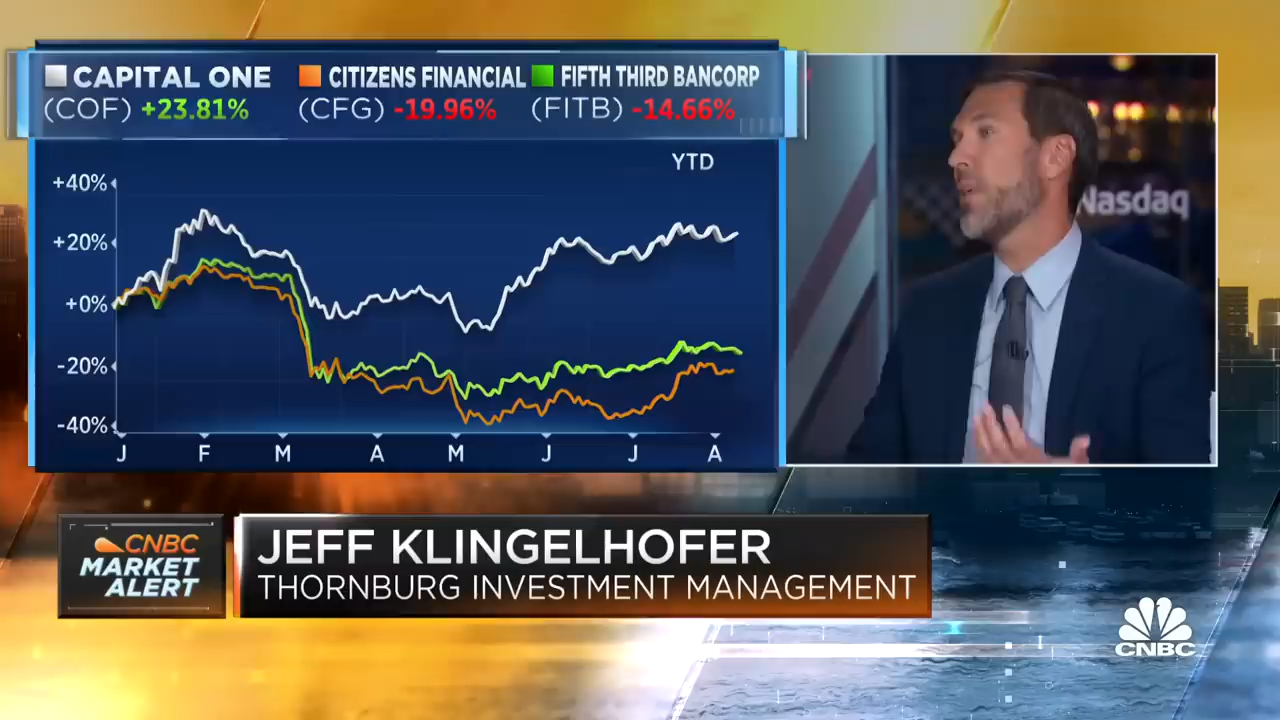 CAPITAL ONE
(COF) +23.81%
CITIZENS FINANCIAL
(CFG) -19.96%
FIFTH THIRD BANCORP
(FITB) -14.66%
YTD
+40%
+20%
+0%
-20%
-40%
J F M A M J J A
Nasdaq
CNBC
MARKET
ALERT
JEFF KLINGELHOFER
THORNBURG INVESTMENT MANAGEMENT
CNBC